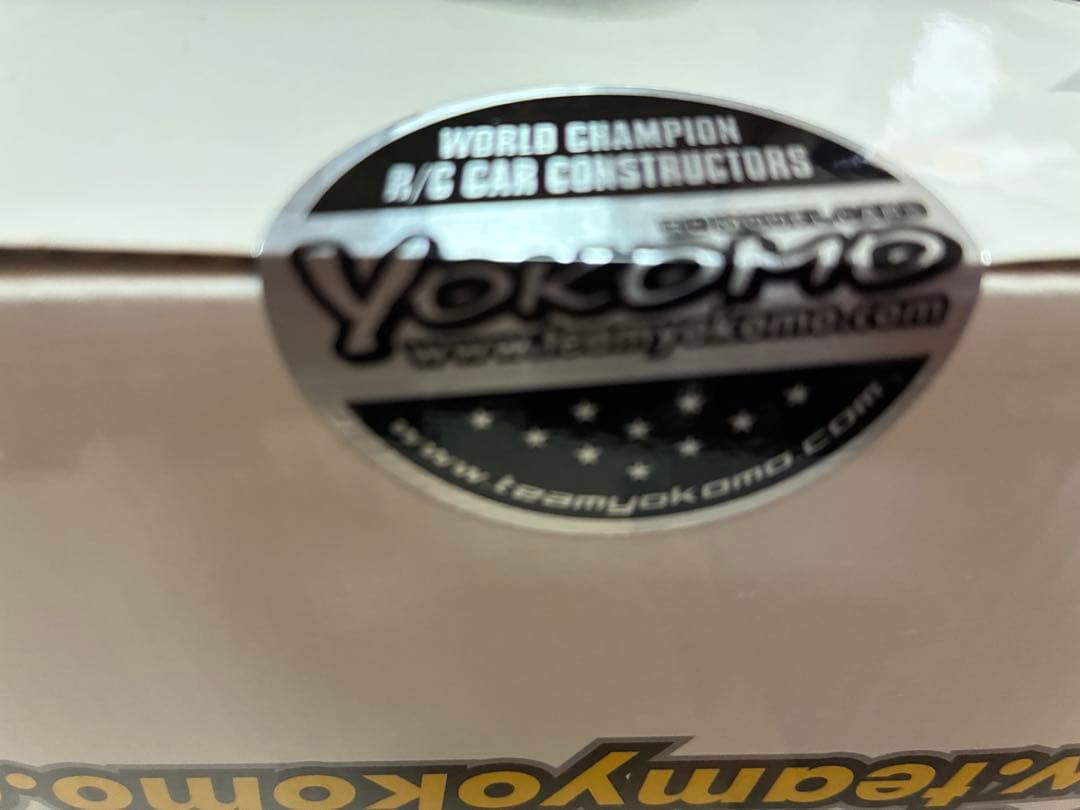 WORLD CHAMPION
R/C CAR CONSTRUCTORS
YOKOMO
www.teamyokomo.com
www.teamyokomo.com
w.teamyokomo.